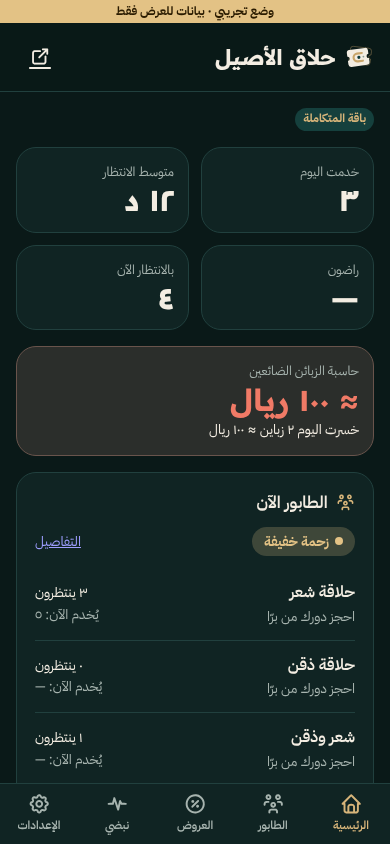 وضع تجريبي · بيانات للعرض فقط
حلاق الأصيل
باقة المتكاملة
خدمت اليوم
٣
متوسط الانتظار
١٢ د
راضون
—
بالانتظار الآن
٤
حاسبة الزبائن الضائعين
≈ ١٠٠ ريال
خسرت اليوم ٢ زباين ≈ ١٠٠ ريال
الطابور الآن
زحمة خفيفة
التفاصيل
حلاقة شعر
٣ ينتظرون
احجز دورك من برّا
يُخدم الآن: ٥
حلاقة ذقن
٠ ينتظرون
احجز دورك من برّا
يُخدم الآن: —
شعر وذقن
١ ينتظرون
احجز دورك من برّا
يُخدم الآن: —
الرئيسية
الطابور
العروض
نبضي
الإعدادات